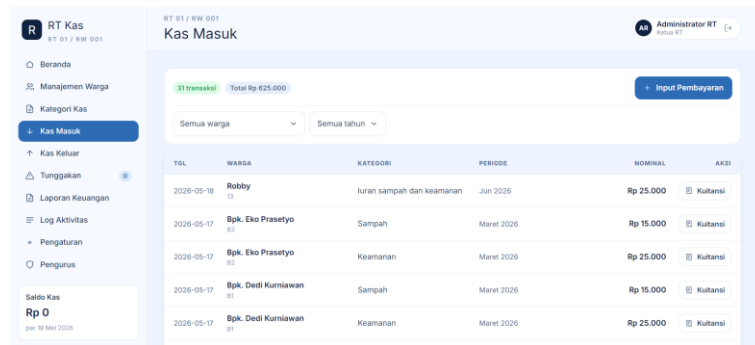 R
RT Kas
RT 01 / RW 001
Beranda
Manajemen Warga
Kategori Kas
Kas Masuk
Kas Keluar
Tunggakan 0
Laporan Keuangan
Log Aktivitas
Pengaturan
Pengurus
Saldo Kas
Rp 0
per 19 Mei 2026
RT 01 / RW 001
Kas Masuk
AR
Administrator RT
Ketua RT
31 transaksi Total Rp 625.000
+ Input Pembayaran
Semua warga Semua tahun
TGL WARGA KATEGORI PERIODE NOMINAL AKSI
2026-05-18 Robby Iuran sampah dan keamanan Jun 2026 Rp 25.000 Kuitansi
13
2026-05-17 Bpk. Eko Prasetyo Sampah Maret 2026 Rp 15.000 Kuitansi
B2
2026-05-17 Bpk. Eko Prasetyo Keamanan Maret 2026 Rp 25.000 Kuitansi
B2
2026-05-17 Bpk. Dedi Kurniawan Sampah Maret 2026 Rp 15.000 Kuitansi
B1
2026-05-17 Bpk. Dedi Kurniawan Keamanan Maret 2026 Rp 25.000 Kuitansi
B1